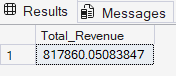 Results Messages
Total_Revenue
1 817860.05083847